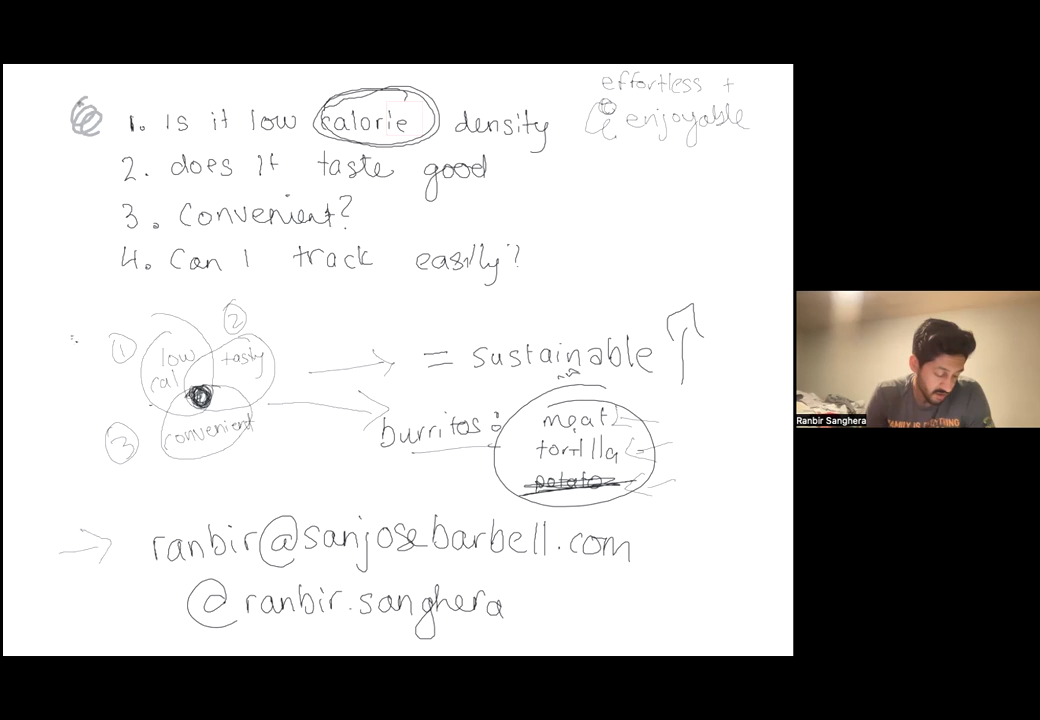 effortless +
enjoyable
1. Is it low calorie density
2. does it taste good
3. Convenient?
4. Can I track easily?
1
2
low cal
tasty
= sustainable
3
convenient
burritos:
meat
tortilla
potato
ranbir@sanjosebarbell.com
@ranbir.sanghera
Ranbir Sanghera